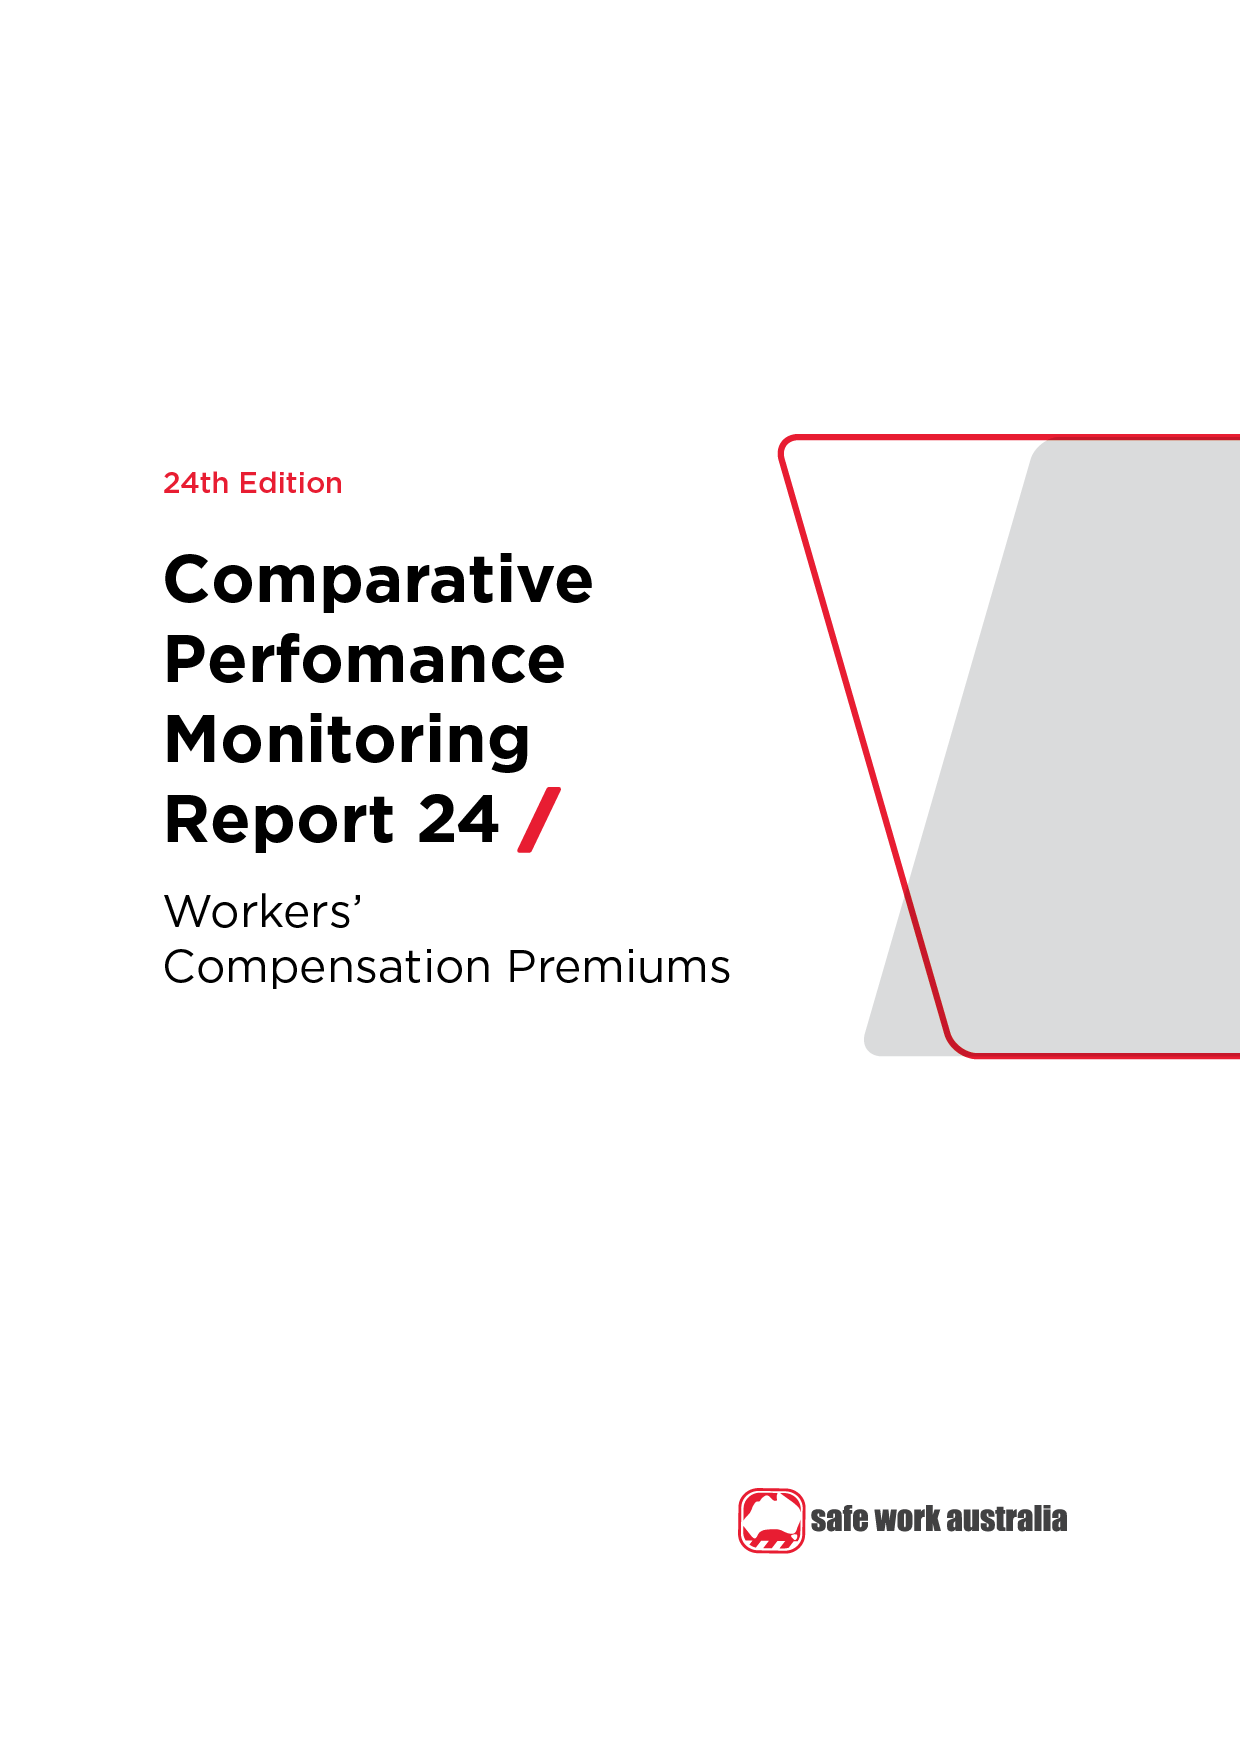 24th Edition
Comparative
Perfomance
Monitoring
Report 24 /
Workers’
Compensation Premiums
safe work australia